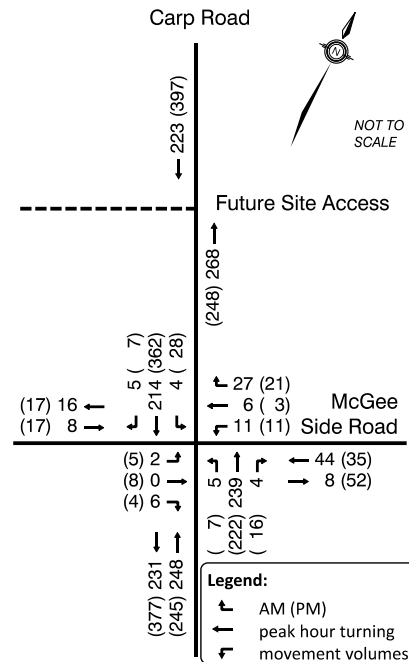 Carp Road
N
NOT TO
SCALE
223 (397)
Future Site Access
(248) 268
5 ( 7)
214 (362)
4 ( 28)
27 (21)
(17) 16
6 ( 3)
McGee
(17) 8
11 (11)
Side Road
(5) 2
44 (35)
(8) 0
8 (52)
(4) 6
( 7) 5
(222) 239
( 16) 4
(377) 231
(245) 248
Legend:
AM (PM)
peak hour turning
movement volumes